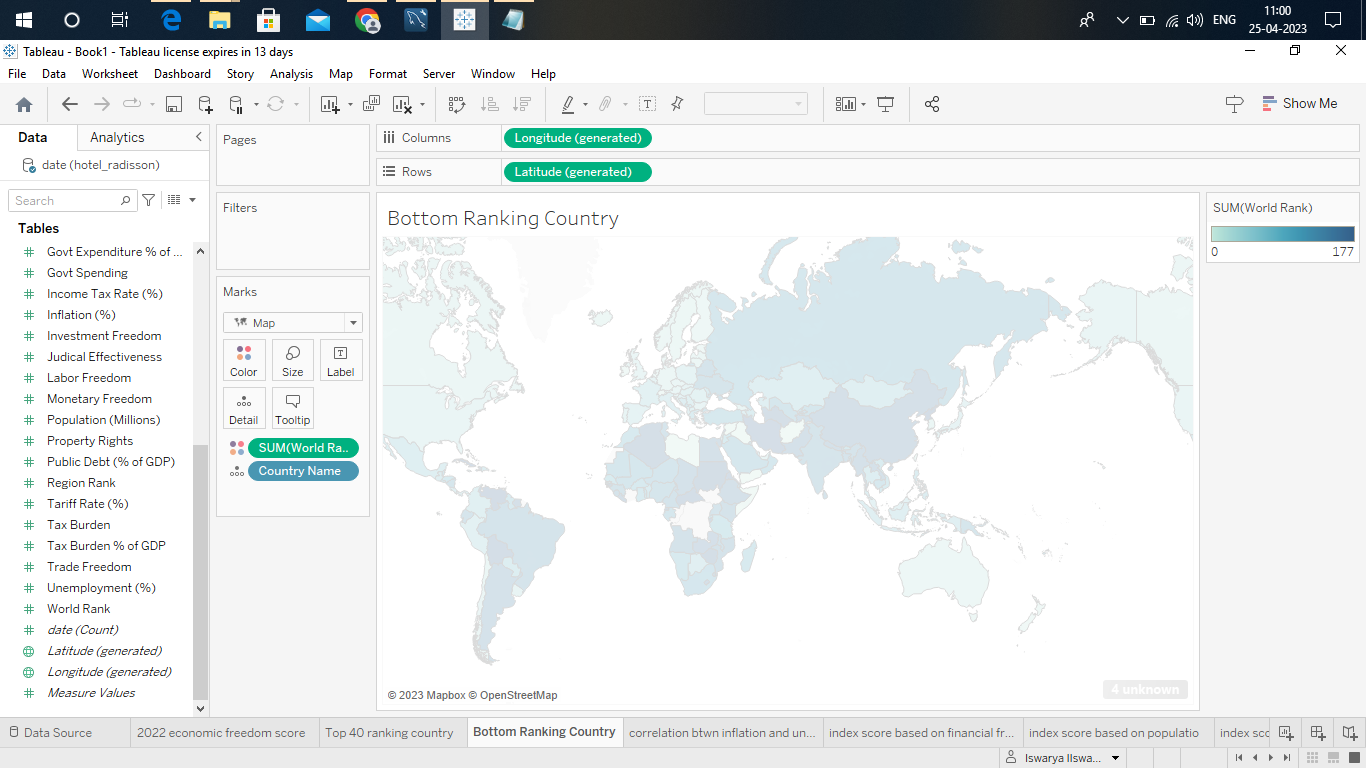 ENG
11:00
25-04-2023
Tableau - Book1 - Tableau license expires in 13 days
File Data Worksheet Dashboard Story Analysis Map Format Server Window Help
Show Me
Data Analytics
date (hotel_radisson)
Search
Tables
Govt Expenditure % of ...
Govt Spending
Income Tax Rate (%)
Inflation (%)
Investment Freedom
Judical Effectiveness
Labor Freedom
Monetary Freedom
Population (Millions)
Property Rights
Public Debt (% of GDP)
Region Rank
Tariff Rate (%)
Tax Burden
Tax Burden % of GDP
Trade Freedom
Unemployment (%)
World Rank
date (Count)
Latitude (generated)
Longitude (generated)
Measure Values
Pages
Filters
Marks
Map
Color Size Label
Detail Tooltip
SUM(World Ra..
Country Name
Columns Longitude (generated)
Rows Latitude (generated)
Bottom Ranking Country
© 2023 Mapbox © OpenStreetMap
4 unknown
SUM(World Rank)
0 177
Data Source 2022 economic freedom score Top 40 ranking country Bottom Ranking Country correlation btwn inflation and un... index score based on financial fr... index score based on populatio index scc
Iswarya IIswa...